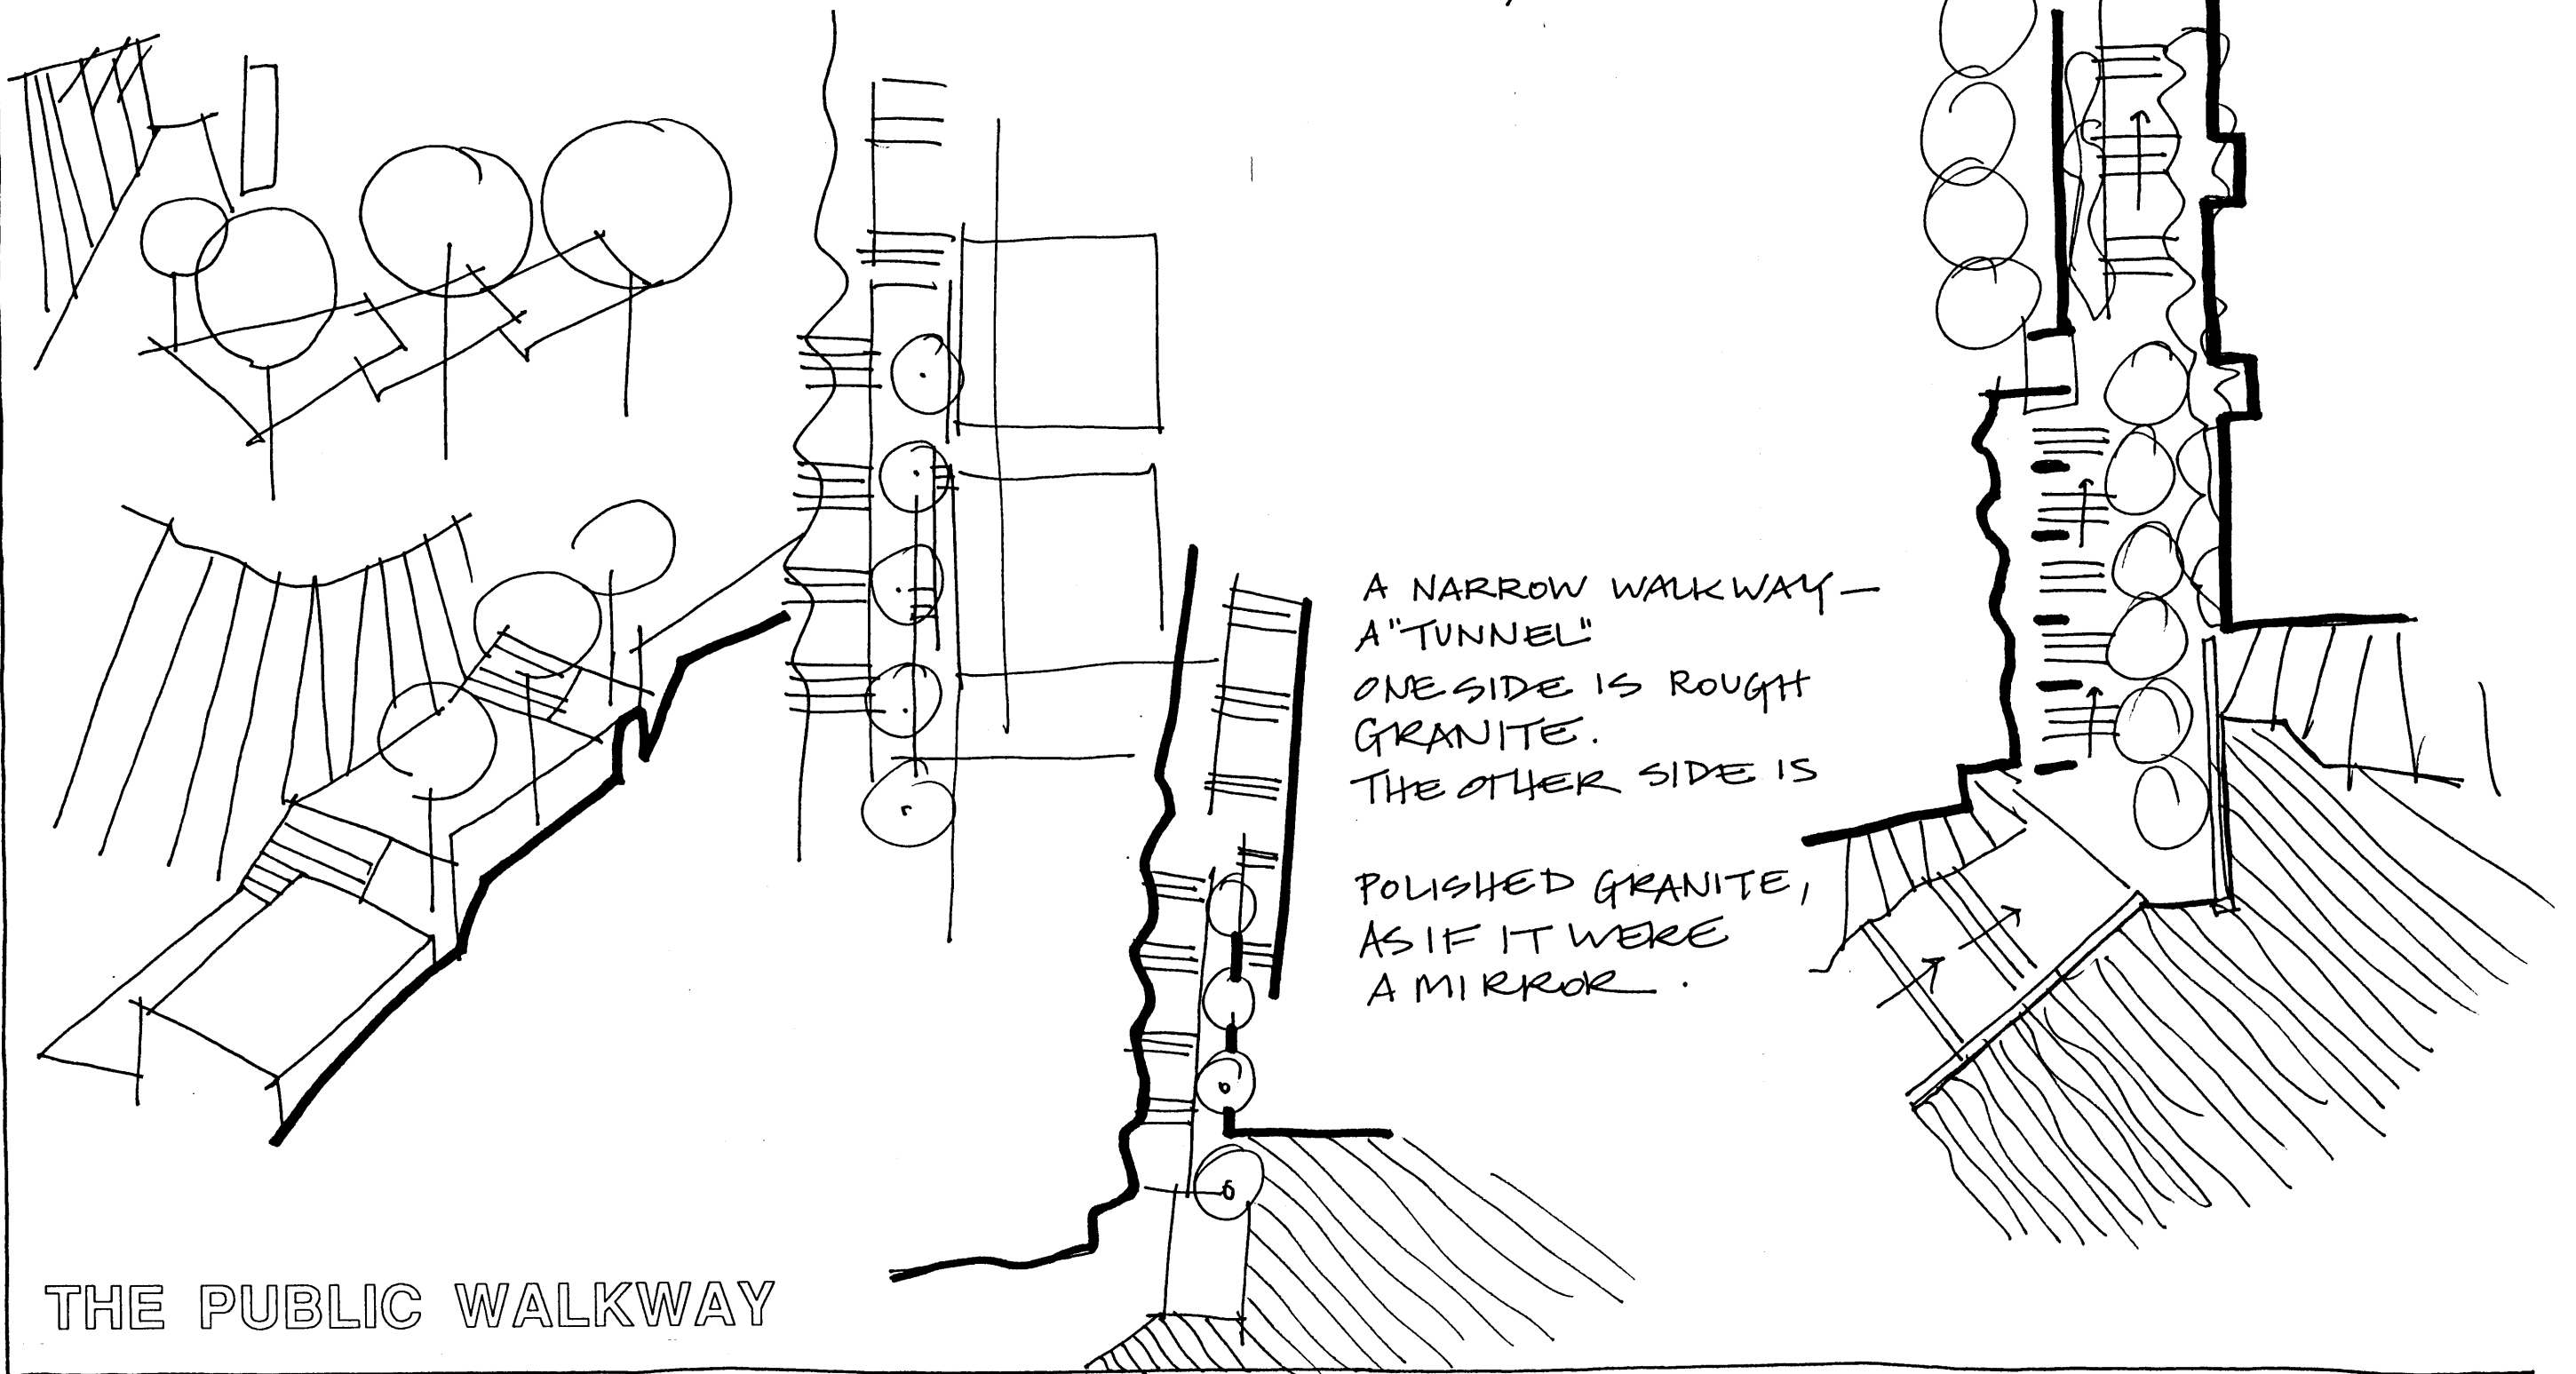 A NARROW WALKWAY—
A "TUNNEL"
ONE SIDE IS ROUGH
GRANITE.
THE OTHER SIDE IS
POLISHED GRANITE,
AS IF IT WERE
A MIRROR.
THE PUBLIC WALKWAY